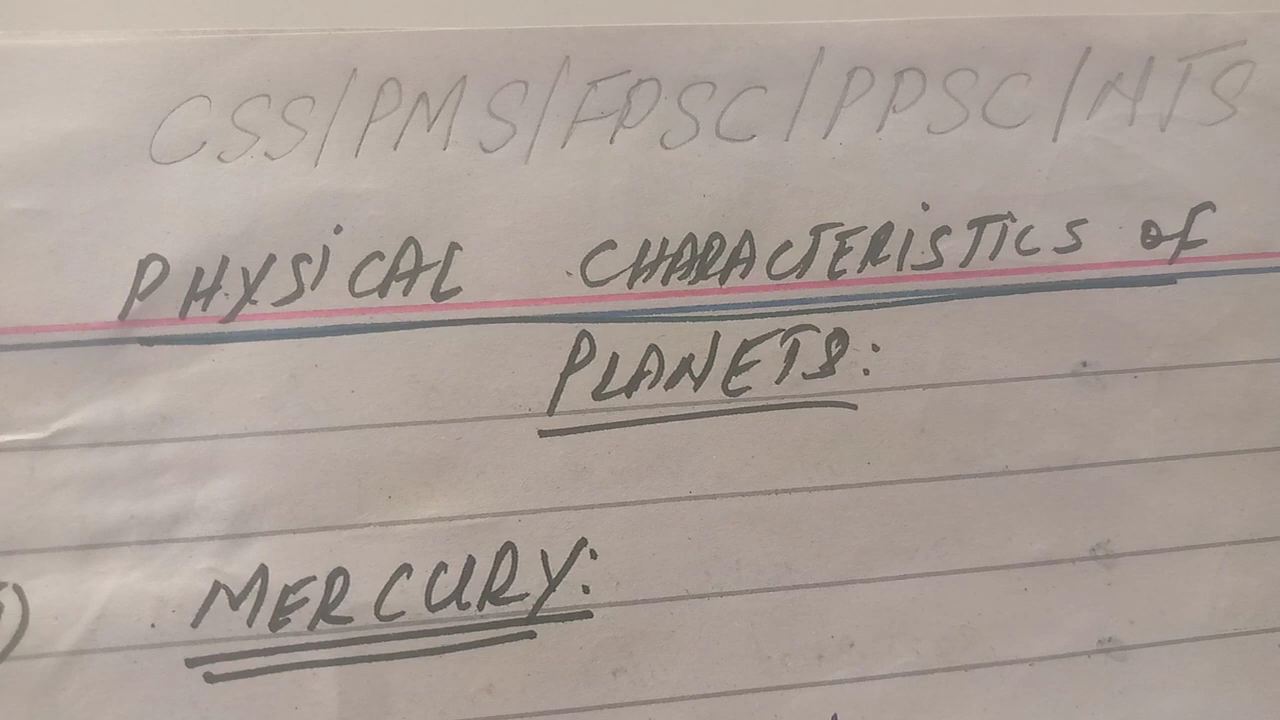 CSS/PMS/FPSC/PPSC/NTS
PHYSiCAL CHARACTERiSTiCS of
PLANETS:
MERCURY: